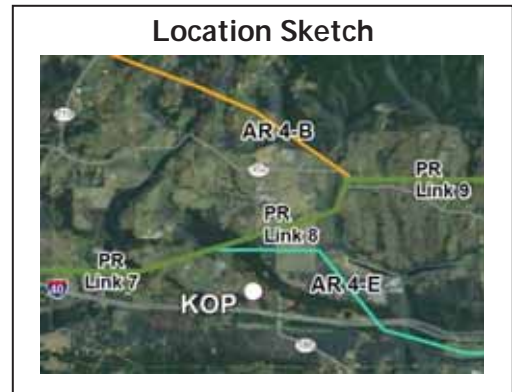 Location Sketch
AR 4-B
PR
Link 9
PR
Link 8
PR
Link 7
AR 4-E
40
KOP